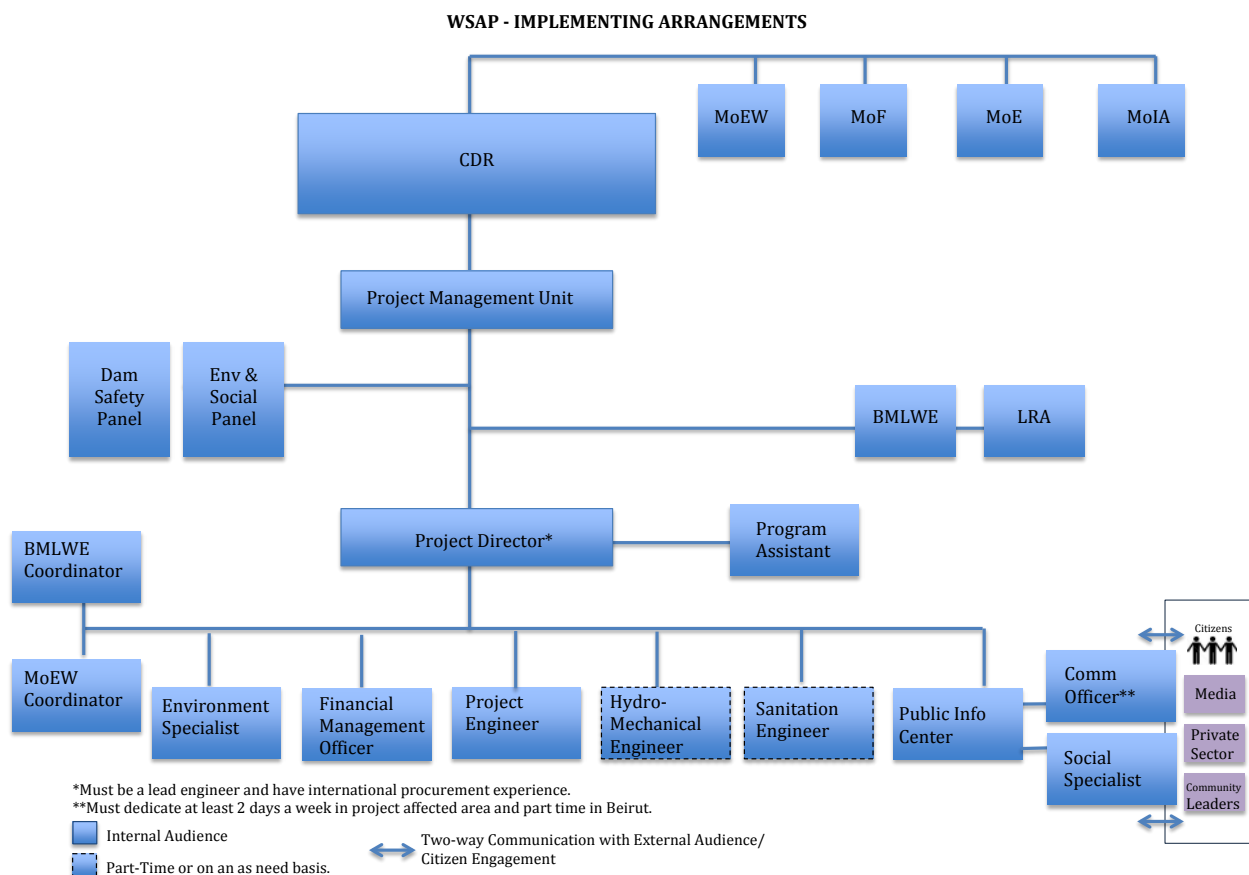 WSAP - IMPLEMENTING ARRANGEMENTS
MoEW
MoF
MoE
MoIA
CDR
Project Management Unit
Dam
Safety
Panel
Env &
Social
Panel
BMLWE
LRA
Project Director*
Program
Assistant
BMLWE
Coordinator
MoEW
Coordinator
Environment
Specialist
Financial
Management
Officer
Project
Engineer
Hydro-
Mechanical
Engineer
Sanitation
Engineer
Public Info
Center
Comm
Officer**
Social
Specialist
Citizens
Media
Private
Sector
Community
Leaders
*Must be a lead engineer and have international procurement experience.
**Must dedicate at least 2 days a week in project affected area and part time in Beirut.
Internal Audience
Part-Time or on an as need basis.
Two-way Communication with External Audience/
Citizen Engagement